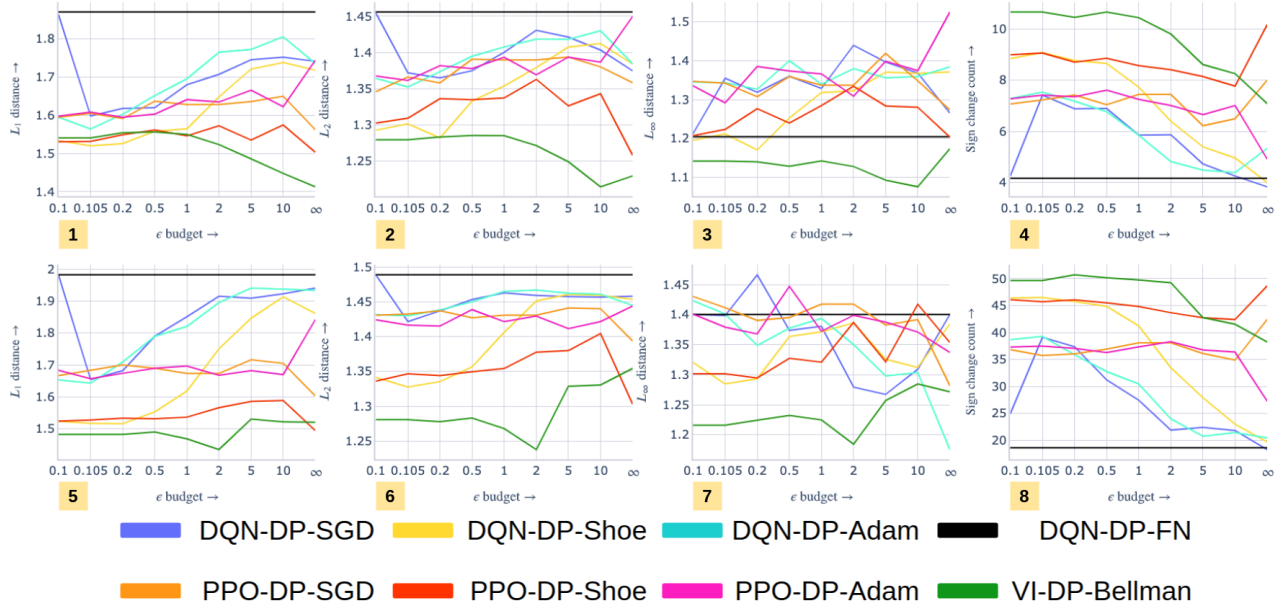 L1 distance →
1.8
1.7
1.6
1.5
1.4
0.1 0.105 0.2 0.5 1 2 5 10 ∞
1 ϵ budget →
L2 distance →
1.45
1.4
1.35
1.3
1.25
0.1 0.105 0.2 0.5 1 2 5 10 ∞
2 ϵ budget →
L∞ distance →
1.5
1.4
1.3
1.2
1.1
0.1 0.105 0.2 0.5 1 2 5 10 ∞
3 ϵ budget →
Sign change count →
10
8
6
4
0.1 0.105 0.2 0.5 1 2 5 10 ∞
4 ϵ budget →
L1 distance →
2
1.9
1.8
1.7
1.6
1.5
1.4
0.1 0.105 0.2 0.5 1 2 5 10 ∞
5 ϵ budget →
L2 distance →
1.5
1.45
1.4
1.35
1.3
1.25
0.1 0.105 0.2 0.5 1 2 5 10 ∞
6 ϵ budget →
L∞ distance →
1.45
1.4
1.35
1.3
1.25
1.2
0.1 0.105 0.2 0.5 1 2 5 10 ∞
7 ϵ budget →
Sign change count →
50
45
40
35
30
25
20
0.1 0.105 0.2 0.5 1 2 5 10 ∞
8 ϵ budget →
DQN-DP-SGD DQN-DP-Shoe DQN-DP-Adam DQN-DP-FN
PPO-DP-SGD PPO-DP-Shoe PPO-DP-Adam VI-DP-Bellman